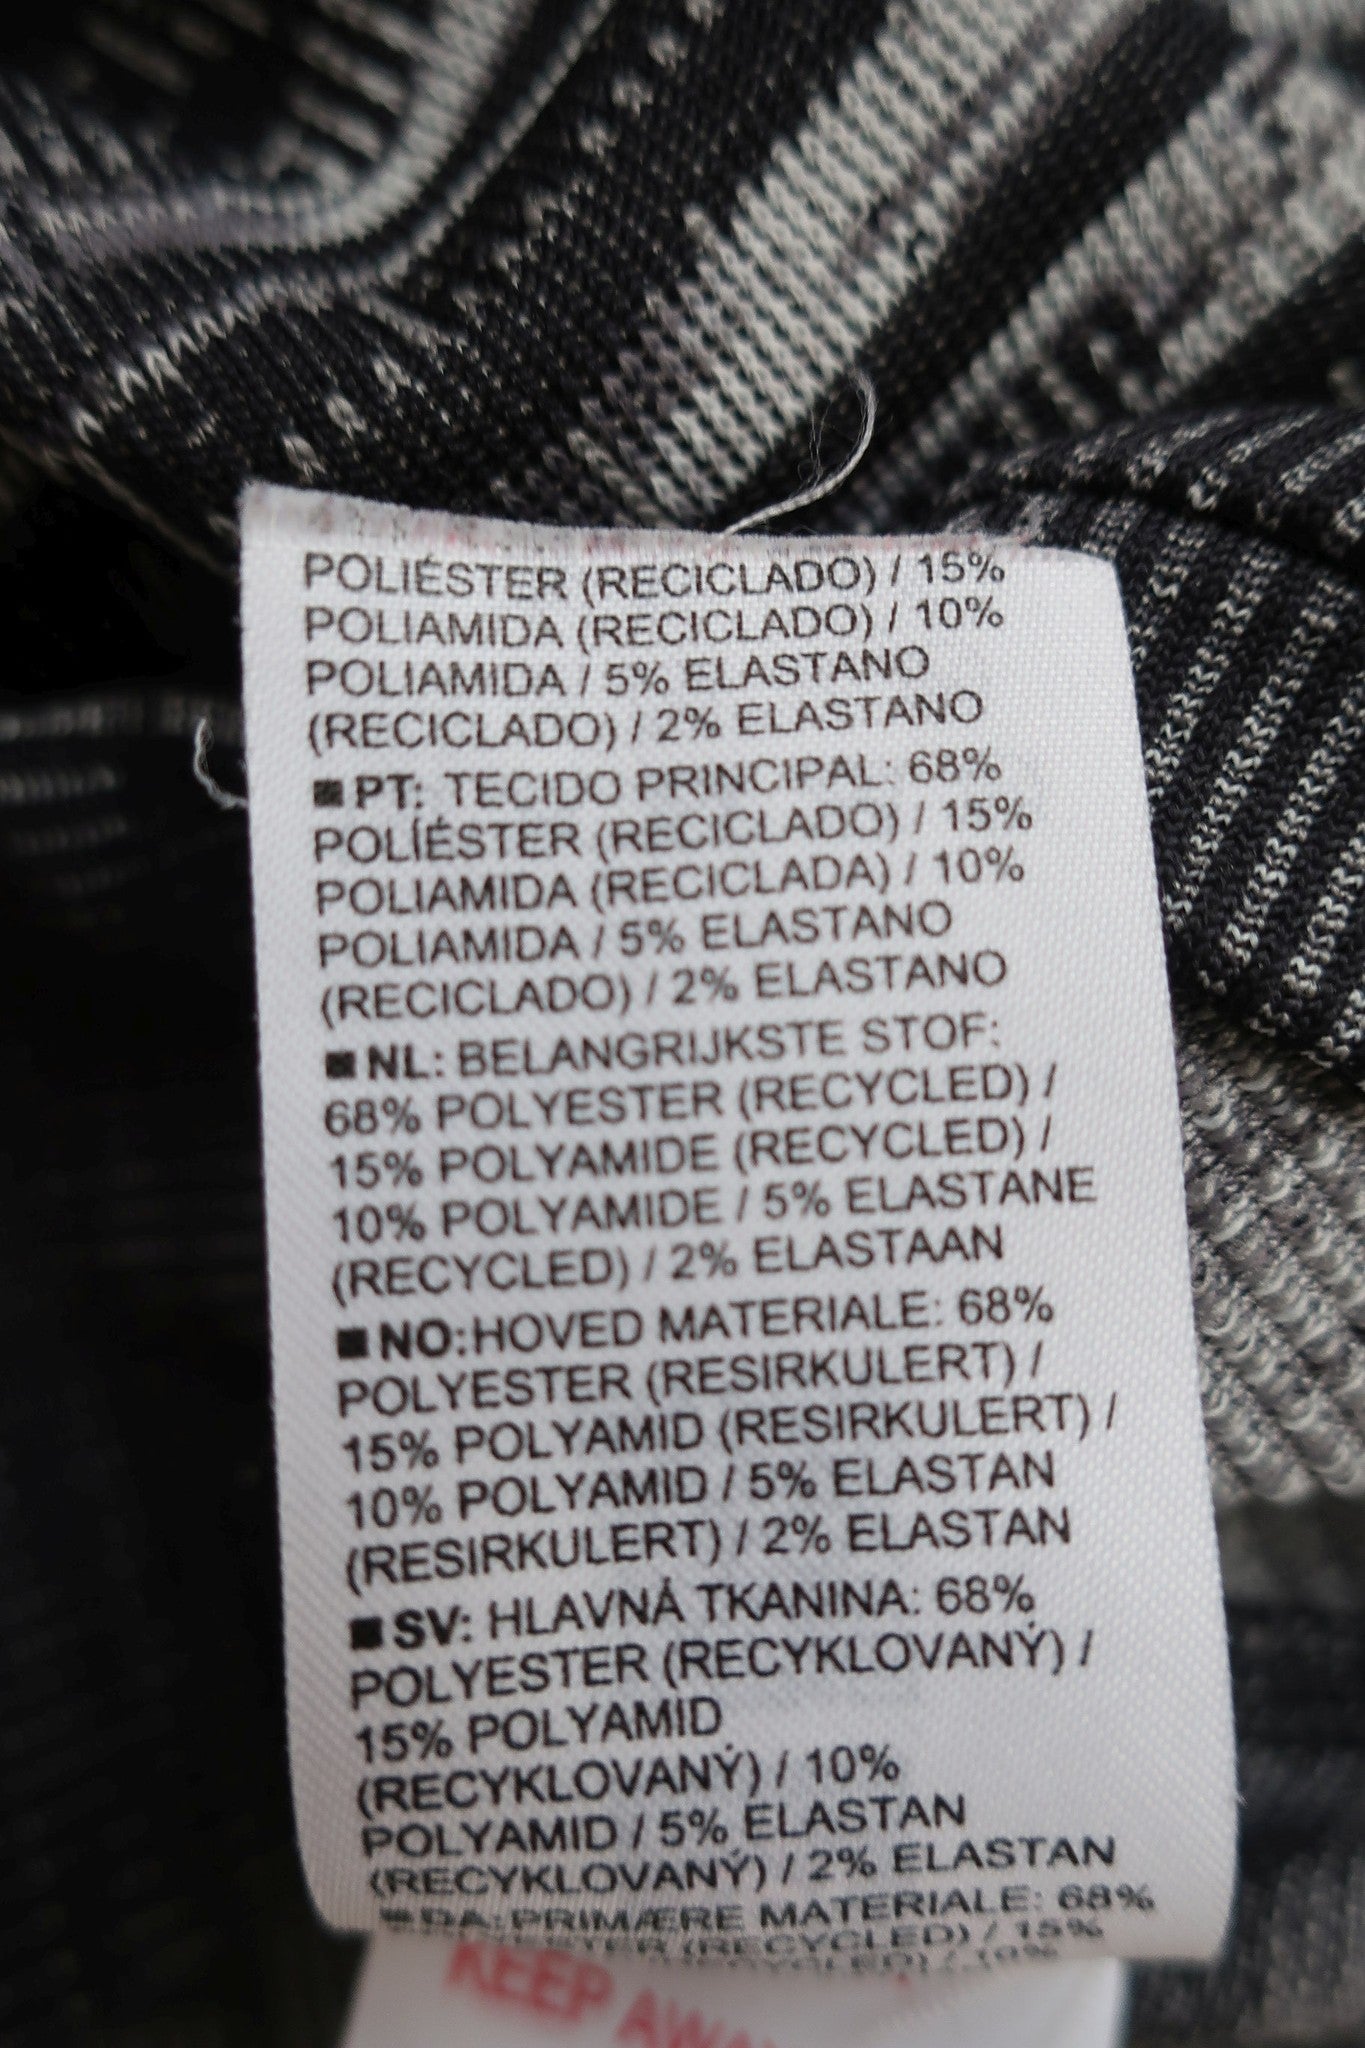 POLIÉSTER (RECICLADO) / 15%
POLIAMIDA (RECICLADO) / 10%
POLIAMIDA / 5% ELASTANO
(RECICLADO) / 2% ELASTANO
■ PT: TECIDO PRINCIPAL: 68%
POLÍÉSTER (RECICLADO) / 15%
POLIAMIDA (RECICLADA) / 10%
POLIAMIDA / 5% ELASTANO
(RECICLADO) / 2% ELASTANO
■ NL: BELANGRIJKSTE STOF:
68% POLYESTER (RECYCLED) /
15% POLYAMIDE (RECYCLED) /
10% POLYAMIDE / 5% ELASTANE
(RECYCLED) / 2% ELASTAAN
■ NO: HOVED MATERIALE: 68%
POLYESTER (RESIRKULERT) /
15% POLYAMID (RESIRKULERT) /
10% POLYAMID / 5% ELASTAN
(RESIRKULERT) / 2% ELASTAN
■ SV: HLAVNÁ TKANINA: 68%
POLYESTER (RECYKLOVANÝ) /
15% POLYAMID
(RECYKLOVANÝ) / 10%
POLYAMID / 5% ELASTAN
(RECYKLOVANÝ) / 2% ELASTAN
■ DA: PRIMÆRE MATERIALE: 68%
(RECYCLED) / 15%
KEEP AWAY